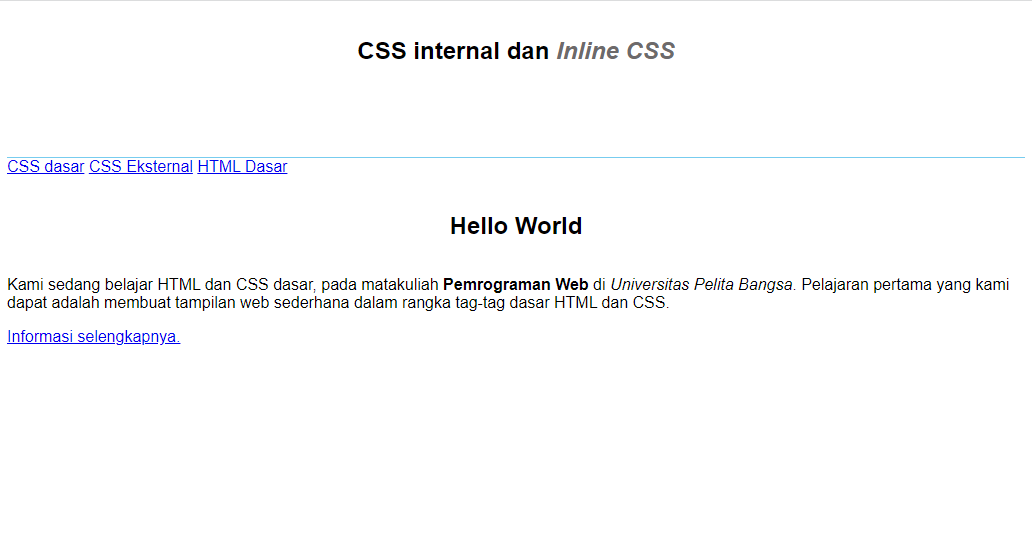 CSS internal dan Inline CSS
CSS dasar CSS Eksternal HTML Dasar
Hello World
Kami sedang belajar HTML dan CSS dasar, pada matakuliah Pemrograman Web di Universitas Pelita Bangsa. Pelajaran pertama yang kami
dapat adalah membuat tampilan web sederhana dalam rangka tag-tag dasar HTML dan CSS.
Informasi selengkapnya.